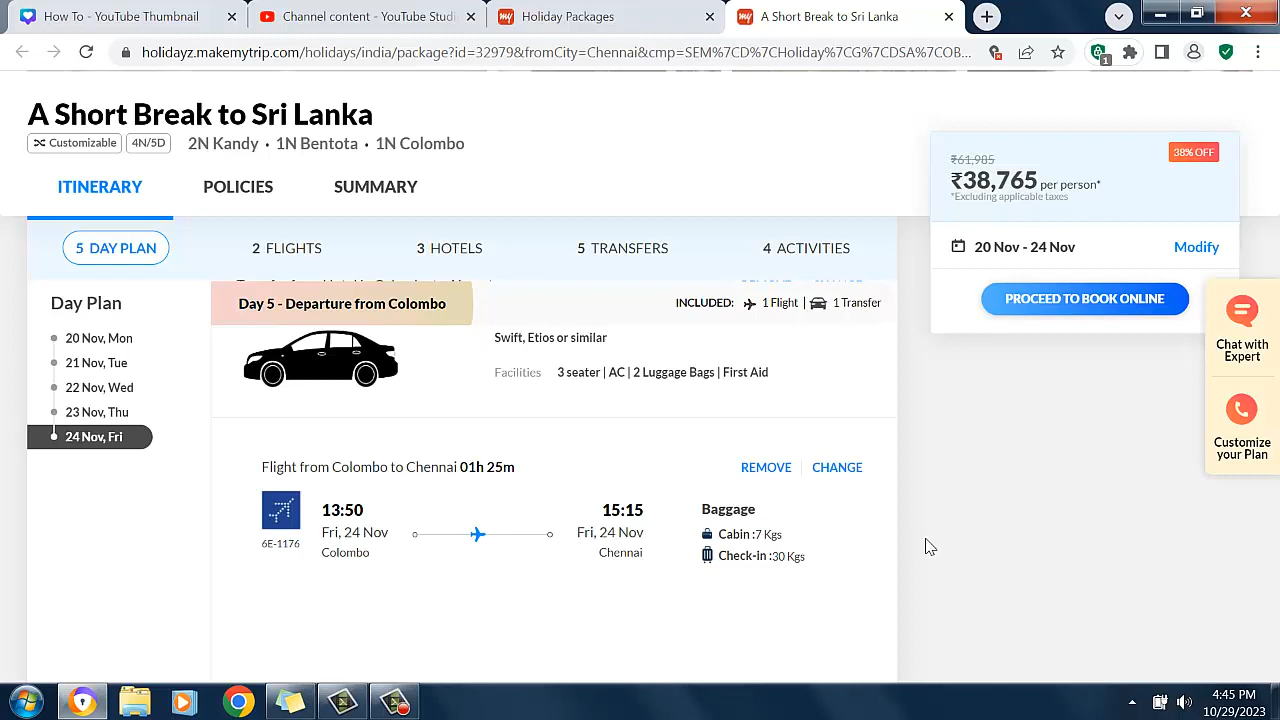 How To - YouTube Thumbnail
Channel content - YouTube Stud
my Holiday Packages
my A Short Break to Sri Lanka
holidayz.makemytrip.com/holidays/india/package?id=32979&fromCity=Chennai&cmp=SEM%7CD%7CHoliday%7CG%7CDSA%7COB...
1
A Short Break to Sri Lanka
Customizable 4N/5D 2N Kandy • 1N Bentota • 1N Colombo
ITINERARY POLICIES SUMMARY
₹61,985 38% OFF
₹38,765 per person*
*Excluding applicable taxes
20 Nov - 24 Nov Modify
PROCEED TO BOOK ONLINE
5 DAY PLAN 2 FLIGHTS 3 HOTELS 5 TRANSFERS 4 ACTIVITIES
Day Plan
20 Nov, Mon
21 Nov, Tue
22 Nov, Wed
23 Nov, Thu
24 Nov, Fri
Day 5 - Departure from Colombo INCLUDED: 1 Flight | 1 Transfer
Swift, Etios or similar
Facilities 3 seater | AC | 2 Luggage Bags | First Aid
Flight from Colombo to Chennai 01h 25m REMOVE CHANGE
6E-1176
13:50 15:15
Fri, 24 Nov Fri, 24 Nov
Colombo Chennai
Baggage
Cabin :7 Kgs
Check-in :30 Kgs
Chat with
Expert
Customize
your Plan
4:45 PM
10/29/2023